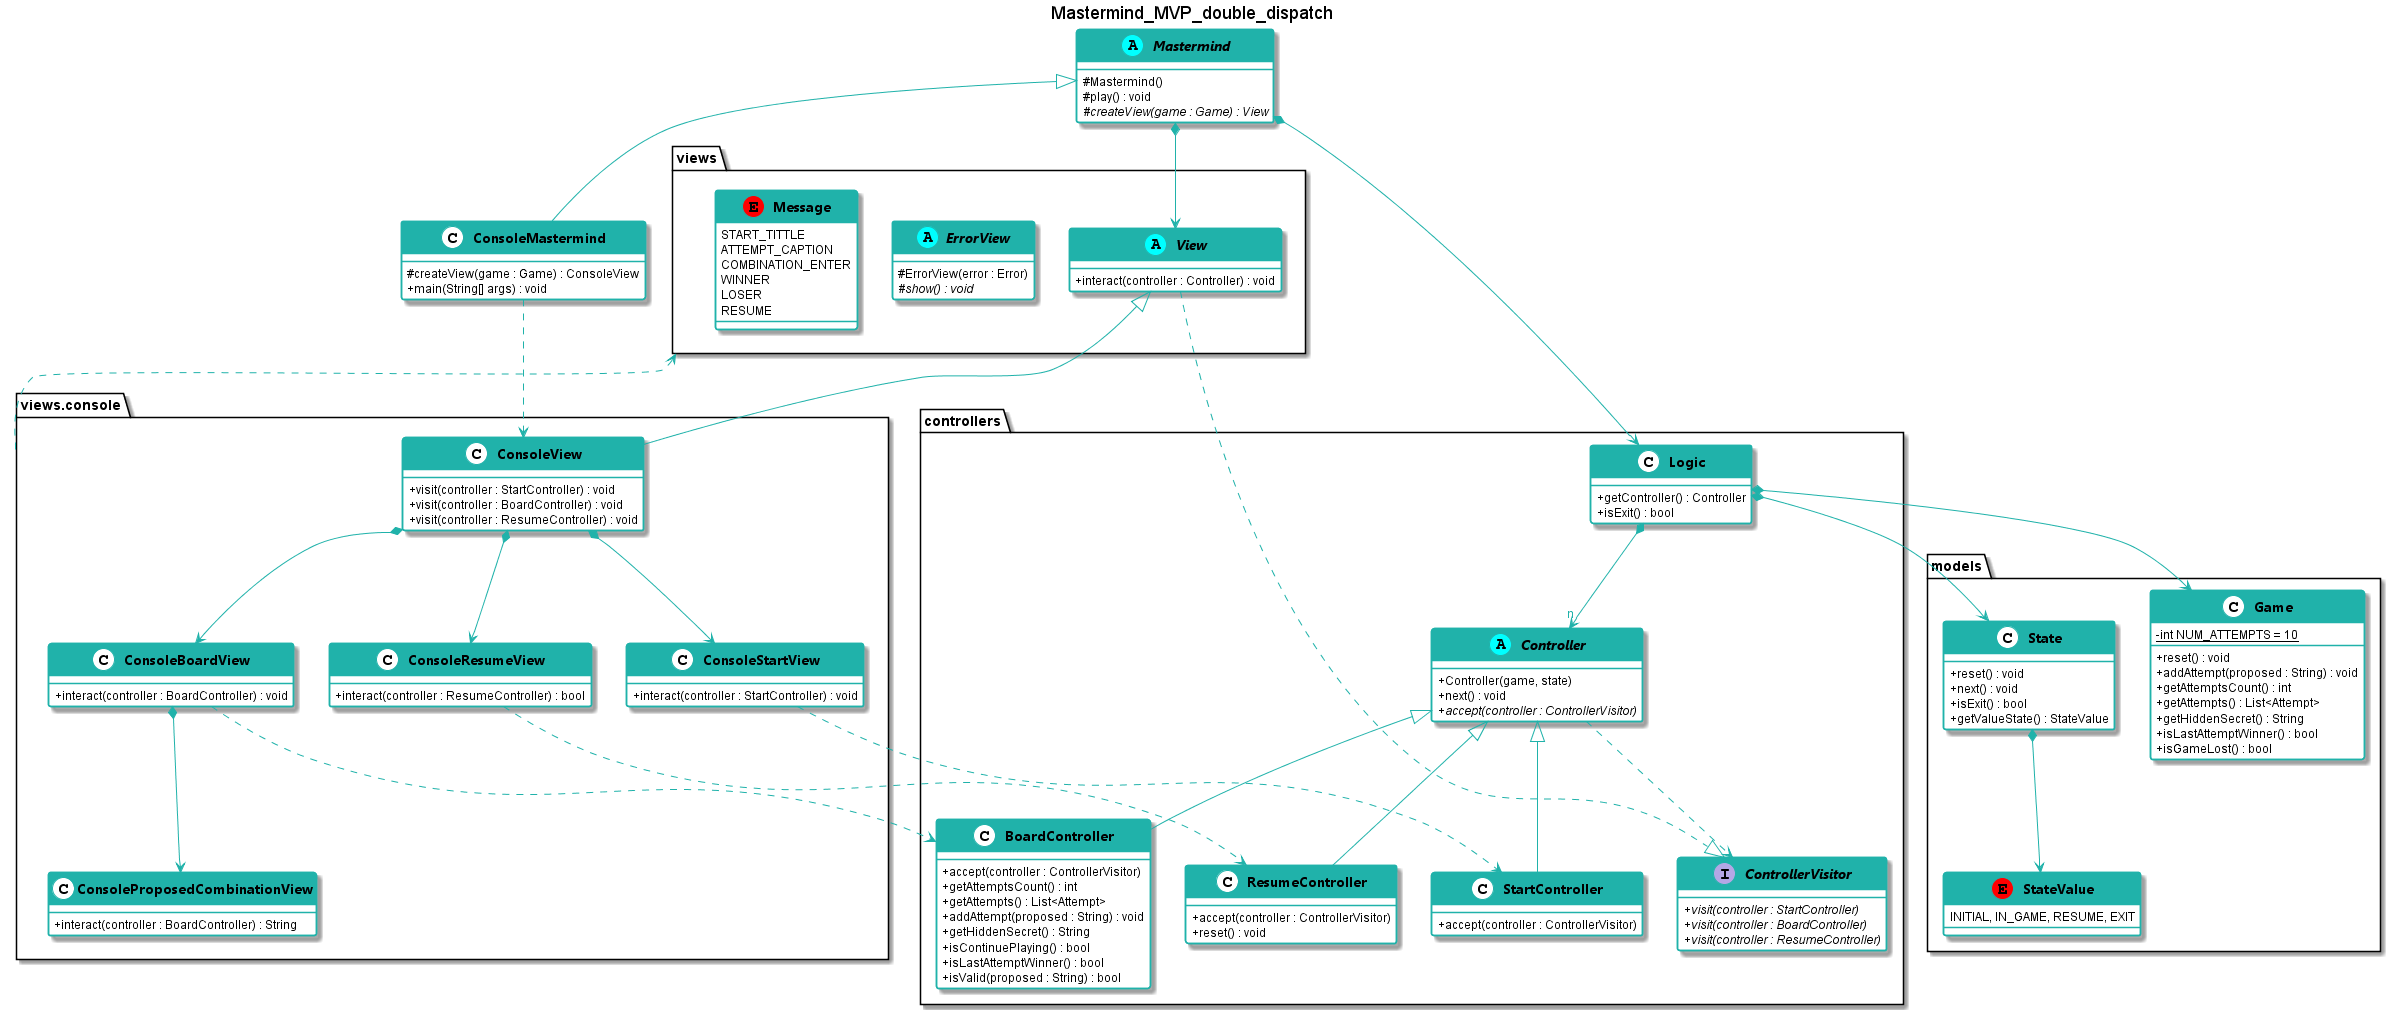 Mastermind_MVP_double_dispatch
A Mastermind
#Mastermind()
#play() : void
#createView(game : Game) : View
views
E Message
START_TITTLE
ATTEMPT_CAPTION
COMBINATION_ENTER
WINNER
LOSER
RESUME
A ErrorView
#ErrorView(error : Error)
#show() : void
A View
+interact(controller : Controller) : void
C ConsoleMastermind
#createView(game : Game) : ConsoleView
+main(String[] args) : void
views.console
C ConsoleView
+visit(controller : StartController) : void
+visit(controller : BoardController) : void
+visit(controller : ResumeController) : void
C ConsoleBoardView
+interact(controller : BoardController) : void
C ConsoleResumeView
+interact(controller : ResumeController) : bool
C ConsoleStartView
+interact(controller : StartController) : void
C ConsoleProposedCombinationView
+interact(controller : BoardController) : String
controllers
C Logic
+getController() : Controller
+isExit() : bool
n
A Controller
+Controller(game, state)
+next() : void
+accept(controller : ControllerVisitor)
C BoardController
+accept(controller : ControllerVisitor)
+getAttemptsCount() : int
+getAttempts() : List<Attempt>
+addAttempt(proposed : String) : void
+getHiddenSecret() : String
+isContinuePlaying() : bool
+isLastAttemptWinner() : bool
+isValid(proposed : String) : bool
C ResumeController
+accept(controller : ControllerVisitor)
+reset() : void
C StartController
+accept(controller : ControllerVisitor)
I ControllerVisitor
+visit(controller : StartController)
+visit(controller : BoardController)
+visit(controller : ResumeController)
models
C State
+reset() : void
+next() : void
+isExit() : bool
+getValueState() : StateValue
C Game
-int NUM_ATTEMPTS = 10
+reset() : void
+addAttempt(proposed : String) : void
+getAttemptsCount() : int
+getAttempts() : List<Attempt>
+getHiddenSecret() : String
+isLastAttemptWinner() : bool
+isGameLost() : bool
E StateValue
INITIAL, IN_GAME, RESUME, EXIT